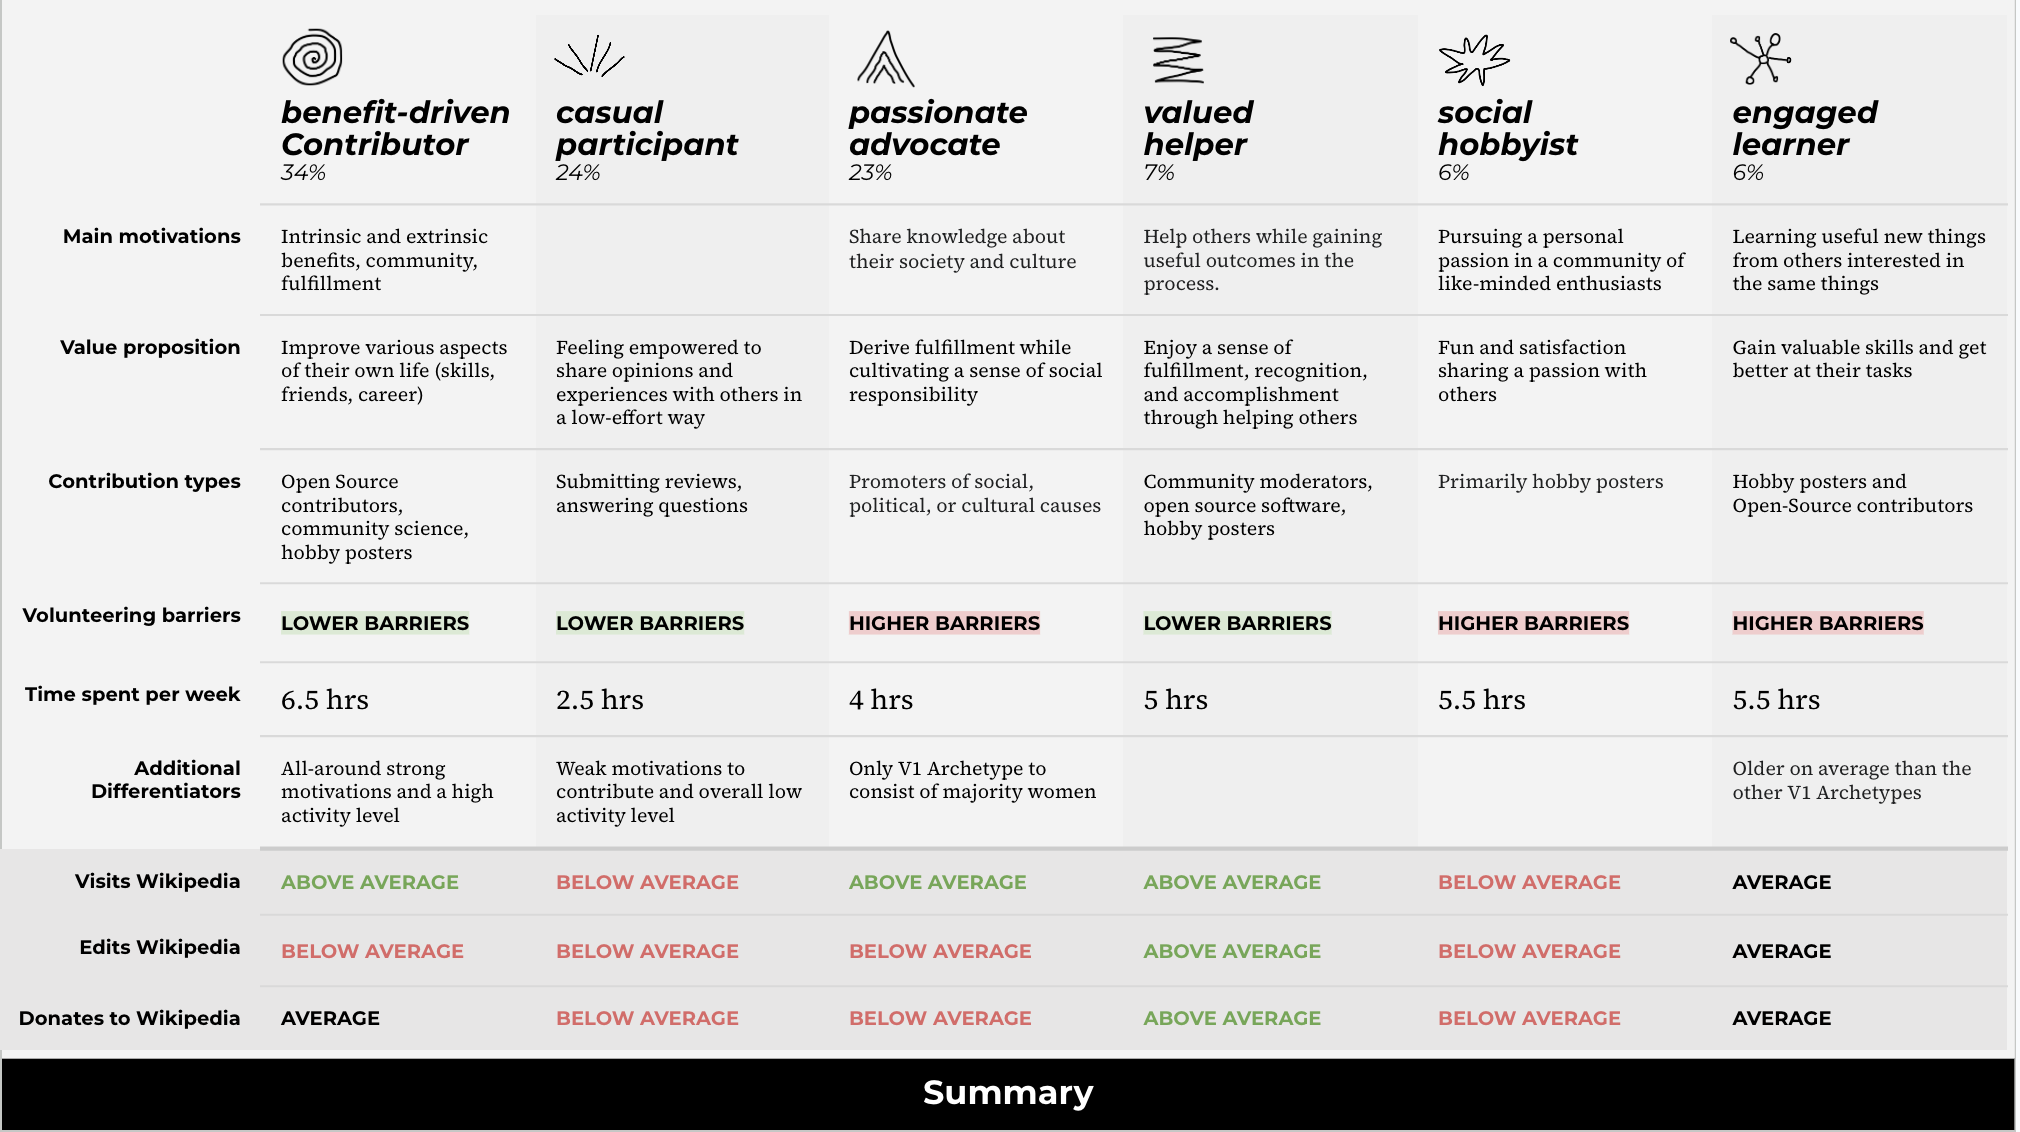 benefit-driven
Contributor
34%
casual
participant
24%
passionate
advocate
23%
valued
helper
7%
social
hobbyist
6%
engaged
learner
6%
Main motivations
Intrinsic and extrinsic
benefits, community,
fulfillment
Share knowledge about
their society and culture
Help others while gaining
useful outcomes in the
process.
Pursuing a personal
passion in a community of
like-minded enthusiasts
Learning useful new things
from others interested in
the same things
Value proposition
Improve various aspects
of their own life (skills,
friends, career)
Feeling empowered to
share opinions and
experiences with others in
a low-effort way
Derive fulfillment while
cultivating a sense of social
responsibility
Enjoy a sense of
fulfillment, recognition,
and accomplishment
through helping others
Fun and satisfaction
sharing a passion with
others
Gain valuable skills and get
better at their tasks
Contribution types
Open Source
contributors,
community science,
hobby posters
Submitting reviews,
answering questions
Promoters of social,
political, or cultural causes
Community moderators,
open source software,
hobby posters
Primarily hobby posters
Hobby posters and
Open-Source contributors
Volunteering barriers
LOWER BARRIERS
LOWER BARRIERS
HIGHER BARRIERS
LOWER BARRIERS
HIGHER BARRIERS
HIGHER BARRIERS
Time spent per week
6.5 hrs
2.5 hrs
4 hrs
5 hrs
5.5 hrs
5.5 hrs
Additional
Differentiators
All-around strong
motivations and a high
activity level
Weak motivations to
contribute and overall low
activity level
Only V1 Archetype to
consist of majority women
Older on average than the
other V1 Archetypes
Visits Wikipedia
ABOVE AVERAGE
BELOW AVERAGE
ABOVE AVERAGE
ABOVE AVERAGE
BELOW AVERAGE
AVERAGE
Edits Wikipedia
BELOW AVERAGE
BELOW AVERAGE
BELOW AVERAGE
ABOVE AVERAGE
BELOW AVERAGE
AVERAGE
Donates to Wikipedia
AVERAGE
BELOW AVERAGE
BELOW AVERAGE
ABOVE AVERAGE
BELOW AVERAGE
AVERAGE
Summary